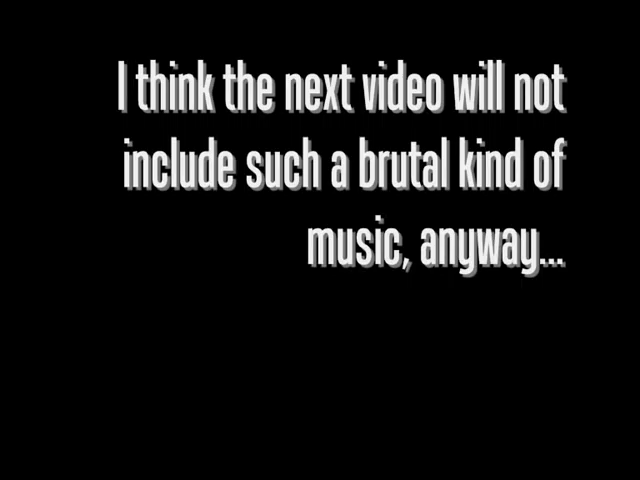 I think the next video will not
include such a brutal kind of
music, anyway...